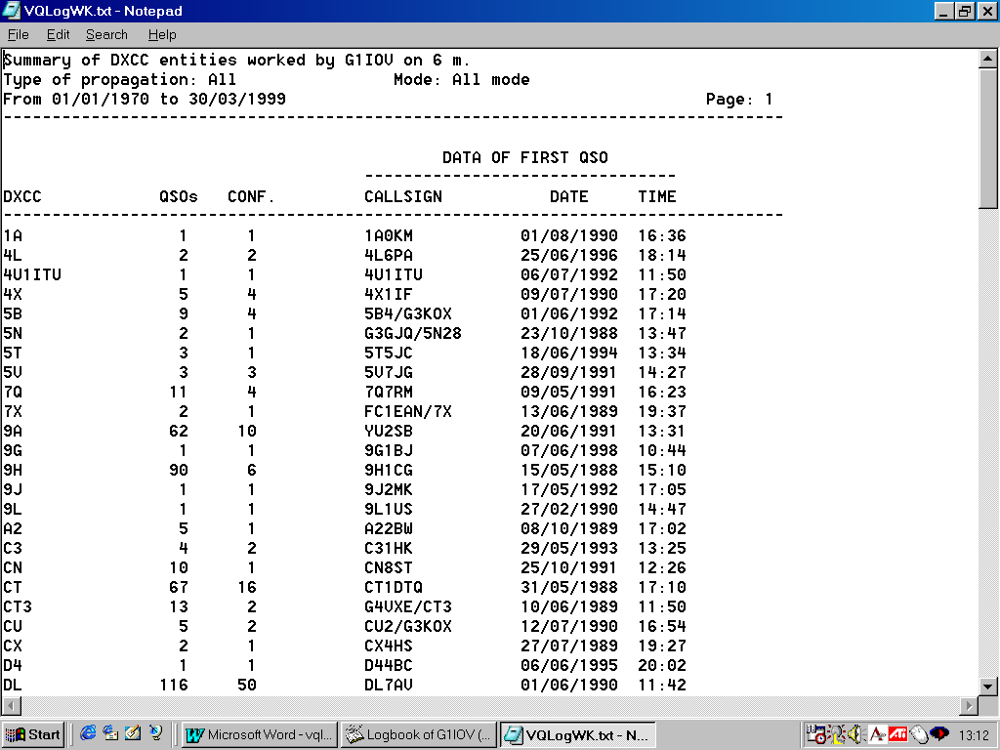 VQLogWK.txt - Notepad
File Edit Search Help
Summary of DXCC entities worked by G1IOV on 6 m.
Type of propagation: All Mode: All mode
From 01/01/1970 to 30/03/1999 Page: 1
--------------------------------------------------------------------------------
DATA OF FIRST QSO
--------------------------------
DXCC QSOs CONF. CALLSIGN DATE TIME
--------------------------------------------------------------------------------
1A 1 1 1A0KM 01/08/1990 16:36
4L 2 2 4L6PA 25/06/1996 18:14
4U1ITU 1 1 4U1ITU 06/07/1992 11:50
4X 5 4 4X1IF 09/07/1990 17:20
5B 9 4 5B4/G3KOX 01/06/1992 17:14
5N 2 1 G3GJQ/5N28 23/10/1988 13:47
5T 3 1 5T5JC 18/06/1994 13:34
5V 3 3 5V7JG 28/09/1991 14:27
7Q 11 4 7Q7RM 09/05/1991 16:23
7X 2 1 FC1EAN/7X 13/06/1989 19:37
9A 62 10 YU2SB 20/06/1991 13:31
9G 1 1 9G1BJ 07/06/1998 10:44
9H 90 6 9H1CG 15/05/1988 15:10
9J 1 1 9J2MK 17/05/1992 17:05
9L 1 1 9L1US 27/02/1990 14:47
A2 5 1 A22BW 08/10/1989 17:02
C3 4 2 C31HK 29/05/1993 13:25
CN 10 1 CN8ST 25/10/1991 12:26
CT 67 16 CT1DTQ 31/05/1988 17:10
CT3 13 2 G4VXE/CT3 10/06/1989 11:50
CU 5 2 CU2/G3KOX 12/07/1990 16:54
CX 2 1 CX4HS 27/07/1989 19:27
D4 1 1 D44BC 06/06/1995 20:02
DL 116 50 DL7AV 01/06/1990 11:42
Start Microsoft Word - vql... Logbook of G1IOV (... VQLogWK.txt - N... 13:12